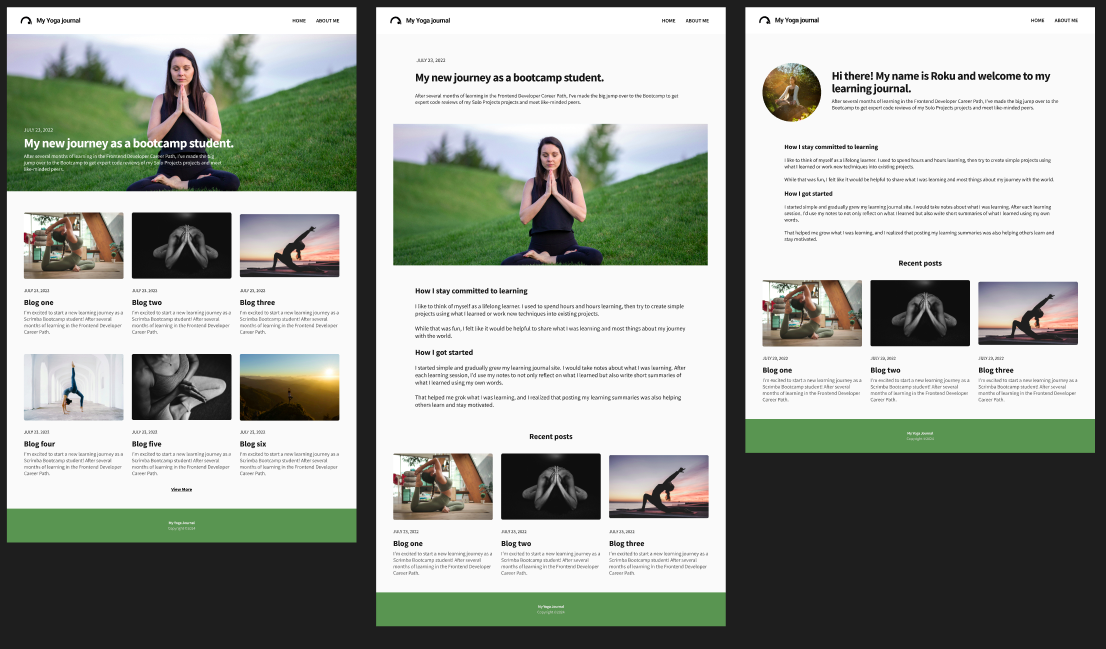 My Yoga journal
HOME ABOUT ME
JULY 23, 2022
My new journey as a bootcamp student.
After several months of learning in the Frontend Developer Career Path, I've made the big
jump over to the Bootcamp to get expert code reviews of my Solo Projects projects and meet
like-minded peers.
JULY 23, 2022
Blog one
I'm excited to start a new learning journey as a
Scrimba Bootcamp student! After several
months of learning in the Frontend Developer
Career Path.
JULY 23, 2022
Blog two
I'm excited to start a new learning journey as a
Scrimba Bootcamp student! After several
months of learning in the Frontend Developer
Career Path.
JULY 23, 2022
Blog three
I'm excited to start a new learning journey as a
Scrimba Bootcamp student! After several
months of learning in the Frontend Developer
Career Path.
JULY 23, 2022
Blog four
I'm excited to start a new learning journey as a
Scrimba Bootcamp student! After several
months of learning in the Frontend Developer
Career Path.
JULY 23, 2022
Blog five
I'm excited to start a new learning journey as a
Scrimba Bootcamp student! After several
months of learning in the Frontend Developer
Career Path.
JULY 23, 2022
Blog six
I'm excited to start a new learning journey as a
Scrimba Bootcamp student! After several
months of learning in the Frontend Developer
Career Path.
View More
My Yoga Journal
Copyright ©
My Yoga journal
HOME ABOUT ME
JULY 23, 2022
My new journey as a bootcamp student.
After several months of learning in the Frontend Developer Career Path, I've made the big jump over to the Bootcamp to get
expert code reviews of my Solo Projects projects and meet like-minded peers.
How I stay committed to learning
I like to think of myself as a lifelong learner. I used to spend hours and hours learning, then try to create simple
projects using what I learned or work new techniques into existing projects.
While that was fun, I felt like it would be helpful to share what I was learning and most things about my journey
with the world.
How I got started
I started simple and gradually grew my learning journal site. I would take notes about what I was learning. After
each learning session, I'd use my notes to not only reflect on what I learned but also write short summaries of
what I learned using my own words.
That helped me grok what I was learning, and I realized that posting my learning summaries was also helping
others learn and stay motivated.
Recent posts
JULY 23, 2022
Blog one
I'm excited to start a new learning journey as a
Scrimba Bootcamp student! After several
months of learning in the Frontend Developer
Career Path.
JULY 23, 2022
Blog two
I'm excited to start a new learning journey as a
Scrimba Bootcamp student! After several
months of learning in the Frontend Developer
Career Path.
JULY 23, 2022
Blog three
I'm excited to start a new learning journey as a
Scrimba Bootcamp student! After several
months of learning in the Frontend Developer
Career Path.
My Yoga Journal
Copyright ©
My Yoga journal
HOME ABOUT ME
Hi there! My name is Roku and welcome to my
learning journal.
After several months of learning in the Frontend Developer Career Path, I've made the big jump over to the
Bootcamp to get expert code reviews of my Solo Projects projects and meet like-minded peers.
How I stay committed to learning
I like to think of myself as a lifelong learner. I used to spend hours and hours learning, then try to create simple projects using
what I learned or work new techniques into existing projects.
While that was fun, I felt like it would be helpful to share what I was learning and most things about my journey with the world.
How I got started
I started simple and gradually grew my learning journal site. I would take notes about what I was learning. After each learning
session, I'd use my notes to not only reflect on what I learned but also write short summaries of what I learned using my own
words.
That helped me grow what I was learning, and I realized that posting my learning summaries was also helping others learn and
stay motivated.
Recent posts
JULY 23, 2022
Blog one
I'm excited to start a new learning journey as a
Scrimba Bootcamp student! After several
months of learning in the Frontend Developer
Career Path.
JULY 23, 2022
Blog two
I'm excited to start a new learning journey as a
Scrimba Bootcamp student! After several
months of learning in the Frontend Developer
Career Path.
JULY 23, 2022
Blog three
I'm excited to start a new learning journey as a
Scrimba Bootcamp student! After several
months of learning in the Frontend Developer
Career Path.
My Yoga Journal
Copyright ©